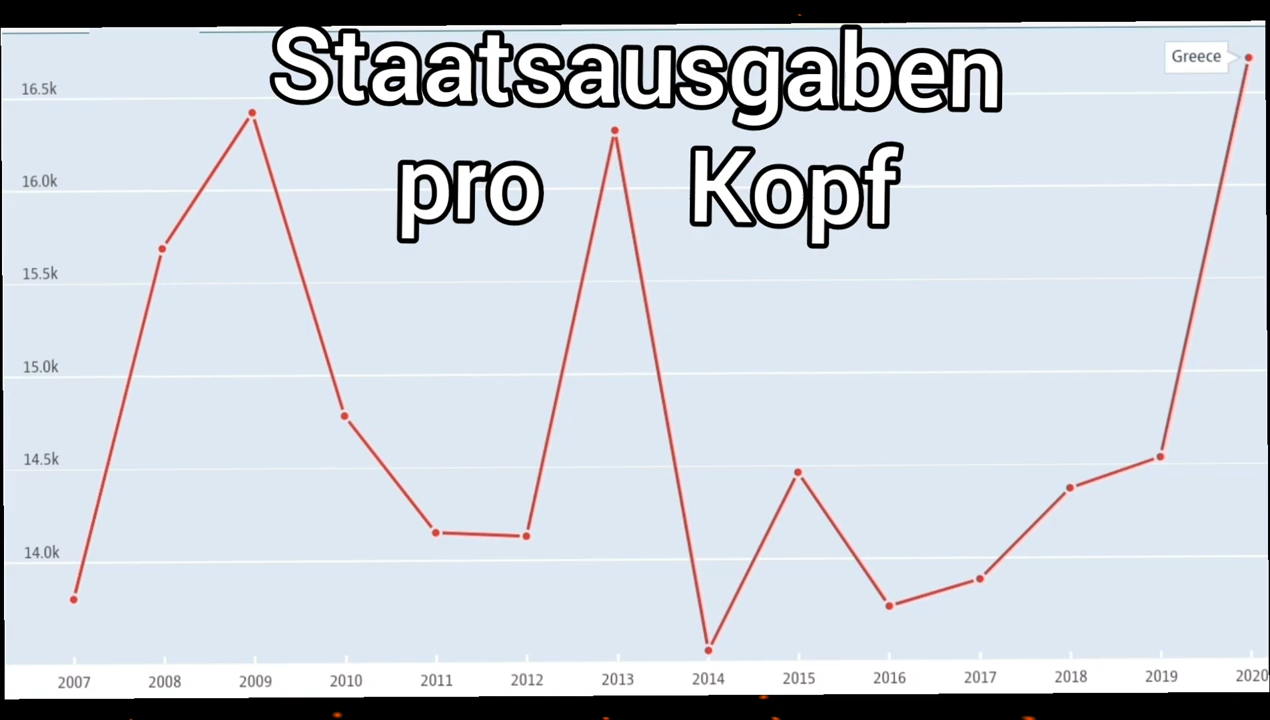 Staatsausgaben
pro Kopf
Greece
16.5k
16.0k
15.5k
15.0k
14.5k
14.0k
2007 2008 2009 2010 2011 2012 2013 2014 2015 2016 2017 2018 2019 2020